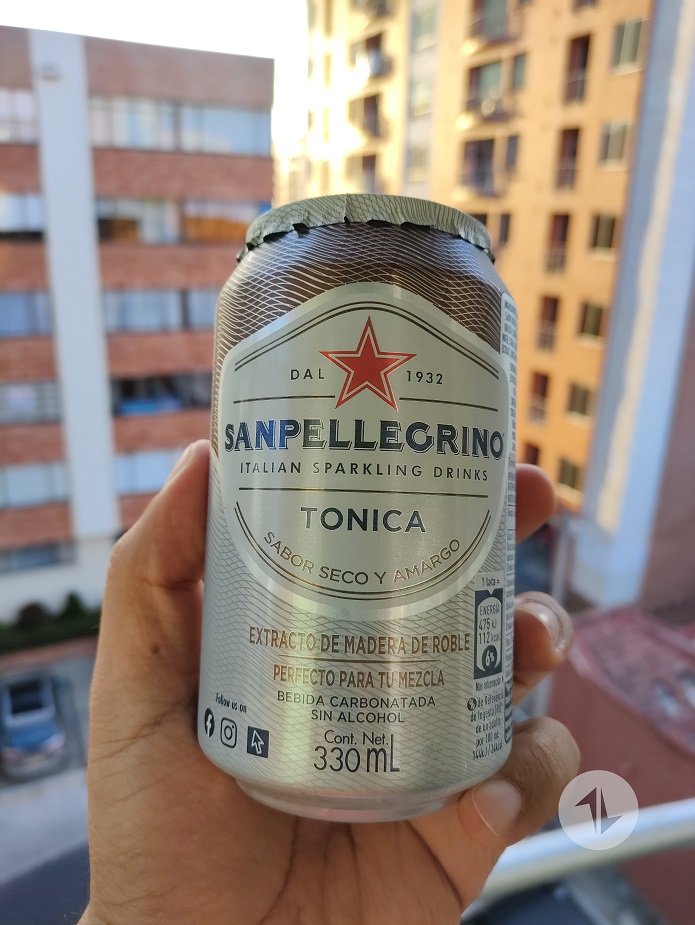 DAL 1932
SANPELLEGRINO
ITALIAN SPARKLING DRINKS
TONICA
SABOR SECO Y AMARGO
EXTRACTO DE MADERA DE ROBLE
PERFECTO PARA TU MEZCLA
BEBIDA CARBONATADA
SIN ALCOHOL
Cont. Net.
330 mL
Follow us on
1 lata =
ENERGÍA
475 kJ
112 kcal
6%